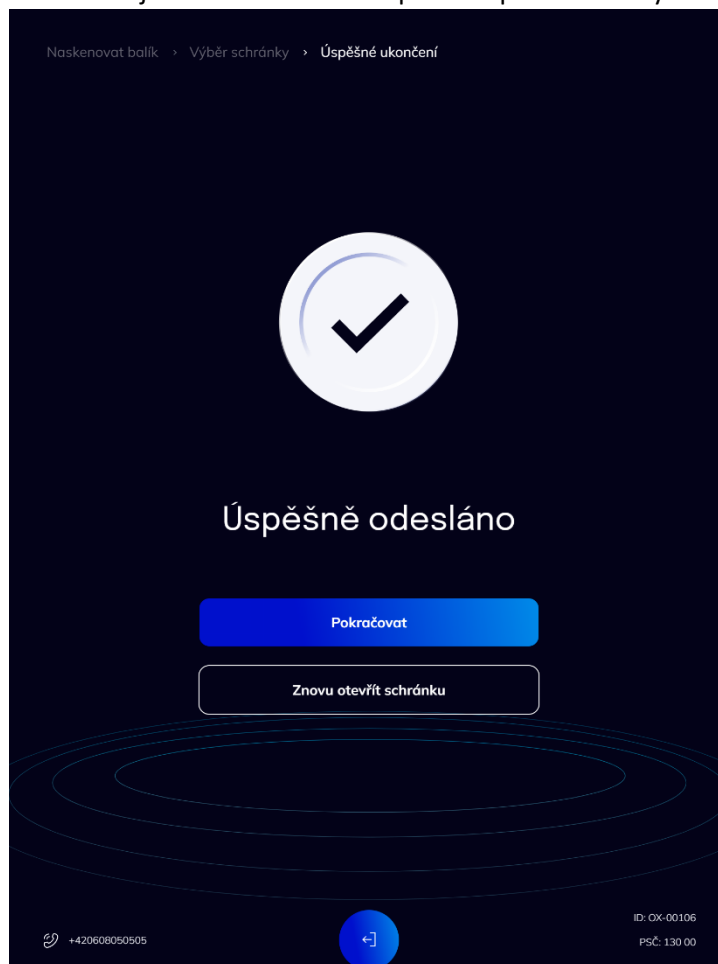 Naskenovat balík > Výběr schránky > Úspěšné ukončení
Úspěšně odesláno
Pokračovat
Znovu otevřít schránku
ID: OX-00106
+420608050505
PSČ: 130 00